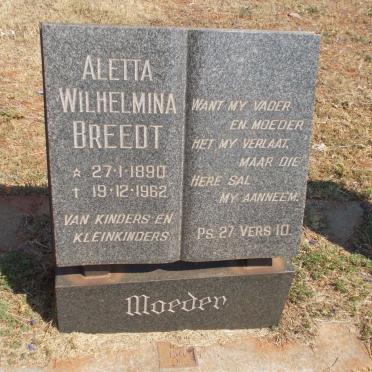 ALETTA
WILHELMINA
BREEDT
☆ 27·1·1890
† 19·12·1962
VAN KINDERS EN
KLEINKINDERS
WANT MY VADER
EN MOEDER
HET MY VERLAAT,
MAAR DIE
HERE SAL
MY AANNEEM.
PS. 27 VERS 10.
Moeder